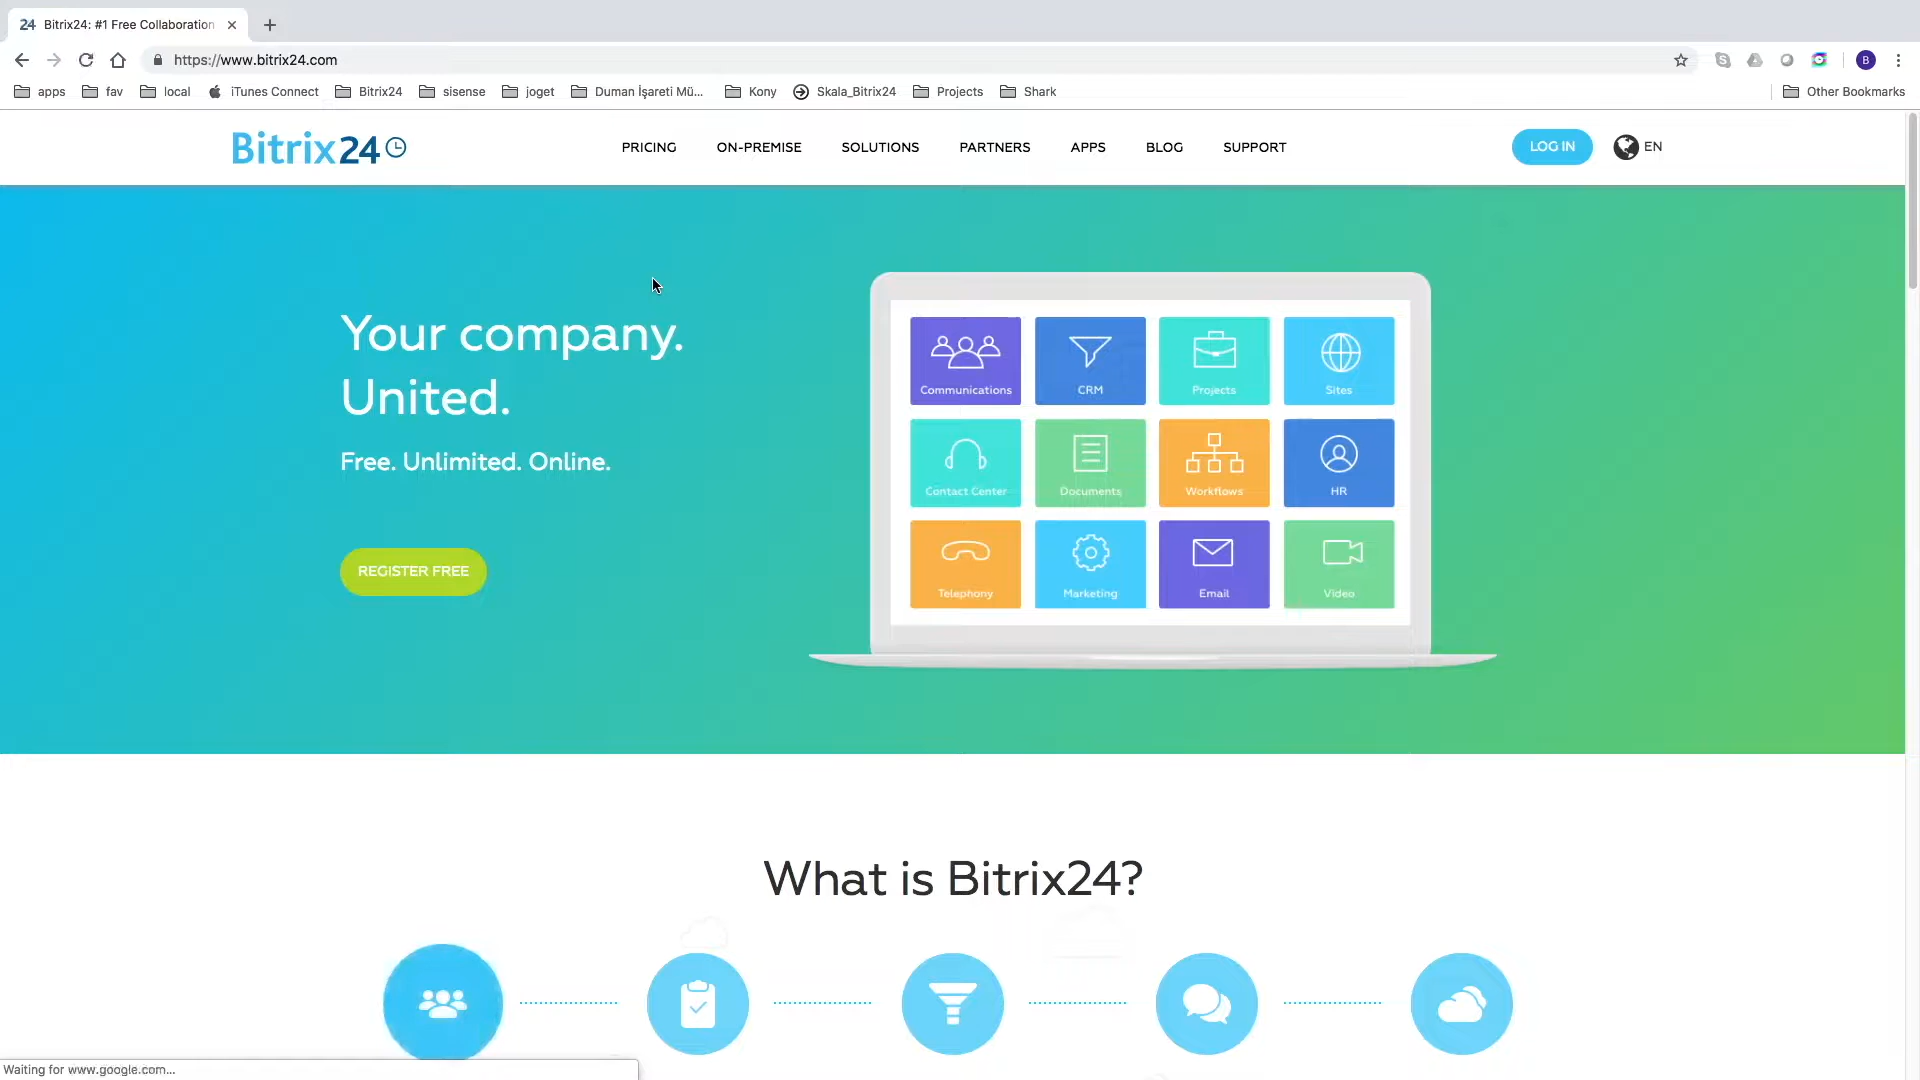 24 Bitrix24: #1 Free Collaboration
https://www.bitrix24.com
B
apps fav local iTunes Connect Bitrix24 sisense joget Duman İşareti Mü... Kony Skala_Bitrix24 Projects Shark Other Bookmarks
Bitrix24 PRICING ON-PREMISE SOLUTIONS PARTNERS APPS BLOG SUPPORT LOG IN EN
Your company.
United.
Free. Unlimited. Online.
REGISTER FREE
Communications CRM Projects Sites
Contact Center Documents Workflows HR
Telephony Marketing Email Video
What is Bitrix24?
Waiting for www.google.com...